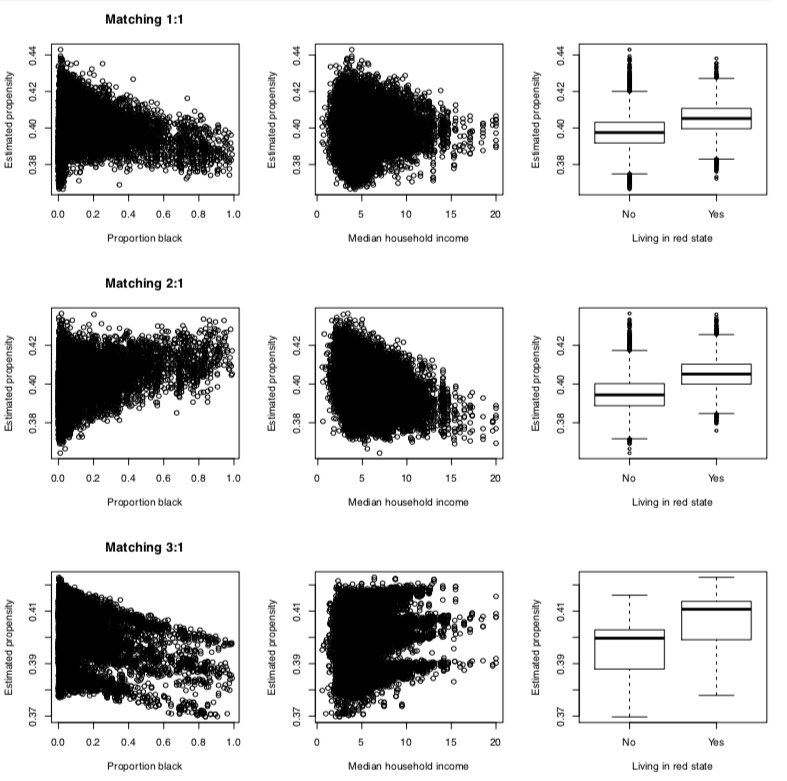 Matching 1:1
Estimated propensity
0.38 0.40 0.42 0.44
0.0 0.2 0.4 0.6 0.8 1.0
Proportion black
Estimated propensity
0.38 0.40 0.42 0.44
0 5 10 15 20
Median household income
Estimated propensity
0.38 0.40 0.42 0.44
No Yes
Living in red state
Matching 2:1
Estimated propensity
0.38 0.40 0.42
0.0 0.2 0.4 0.6 0.8 1.0
Proportion black
Estimated propensity
0.38 0.40 0.42
0 5 10 15 20
Median household income
Estimated propensity
0.38 0.40 0.42
No Yes
Living in red state
Matching 3:1
Estimated propensity
0.37 0.39 0.41
0.0 0.2 0.4 0.6 0.8 1.0
Proportion black
Estimated propensity
0.37 0.39 0.41
0 5 10 15 20
Median household income
Estimated propensity
0.37 0.39 0.41
No Yes
Living in red state